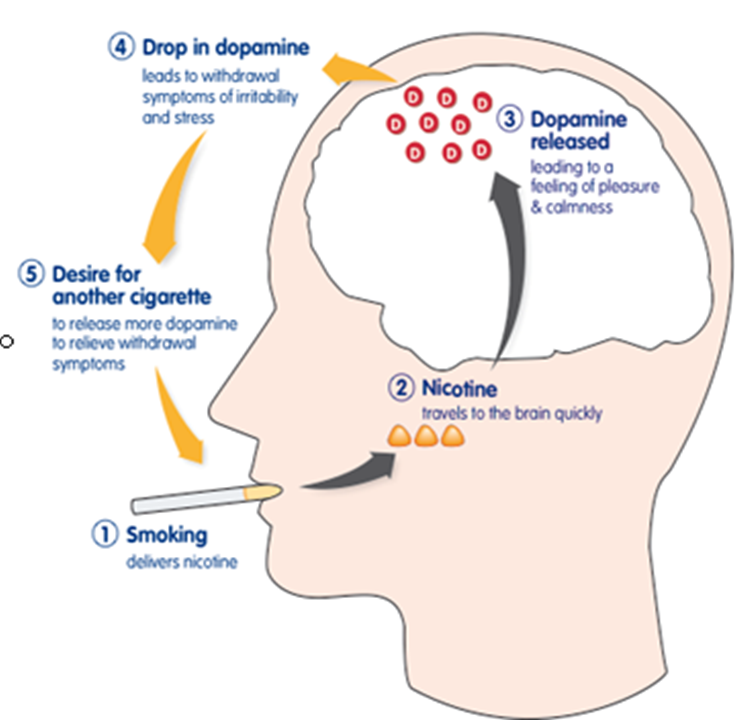 1 Smoking
delivers nicotine
2 Nicotine
travels to the brain quickly
D D D
D D D
D D D
3 Dopamine
released
leading to a
feeling of pleasure
& calmness
4 Drop in dopamine
leads to withdrawal
symptoms of irritability
and stress
5 Desire for
another cigarette
to release more dopamine
to relieve withdrawal
symptoms